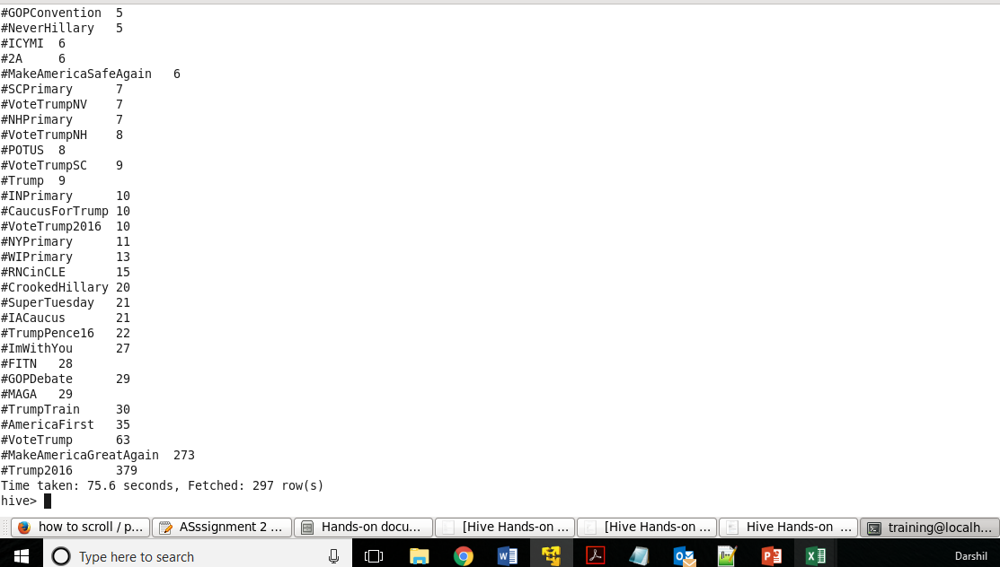 #GOPConvention 5
#NeverHillary 5
#ICYMI 6
#2A 6
#MakeAmericaSafeAgain 6
#SCPrimary 7
#VoteTrumpNV 7
#NHPrimary 7
#VoteTrumpNH 8
#POTUS 8
#VoteTrumpSC 9
#Trump 9
#INPrimary 10
#CaucusForTrump 10
#VoteTrump2016 10
#NYPrimary 11
#WIPrimary 13
#RNCinCLE 15
#CrookedHillary 20
#SuperTuesday 21
#IACaucus 21
#TrumpPence16 22
#ImWithYou 27
#FITN 28
#GOPDebate 29
#MAGA 29
#TrumpTrain 30
#AmericaFirst 35
#VoteTrump 63
#MakeAmericaGreatAgain 273
#Trump2016 379
Time taken: 75.6 seconds, Fetched: 297 row(s)
hive>
how to scroll / p... ASssignment 2 ... Hands-on docu... [Hive Hands-on ... [Hive Hands-on ... Hive Hands-on ... training@localh...
Type here to search Darshil